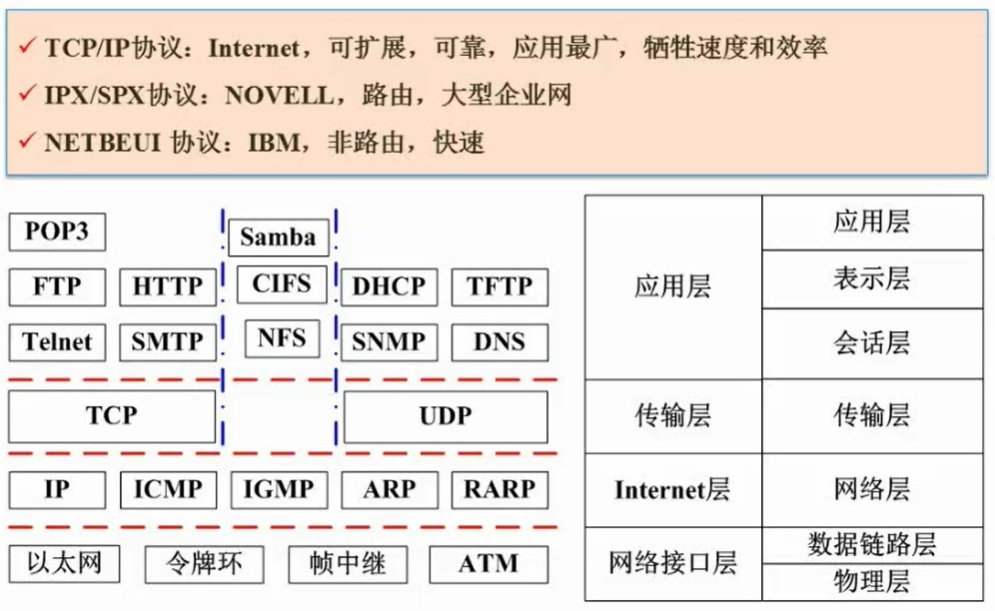 ✓ TCP/IP协议：Internet，可扩展，可靠，应用最广，牺牲速度和效率
✓ IPX/SPX协议：NOVELL，路由，大型企业网
✓ NETBEUI 协议：IBM，非路由，快速
POP3
Samba
FTP HTTP CIFS DHCP TFTP
Telnet SMTP NFS SNMP DNS
TCP UDP
IP ICMP IGMP ARP RARP
以太网 令牌环 帧中继 ATM
应用层 应用层
表示层
会话层
传输层 传输层
Internet层 网络层
网络接口层 数据链路层
物理层